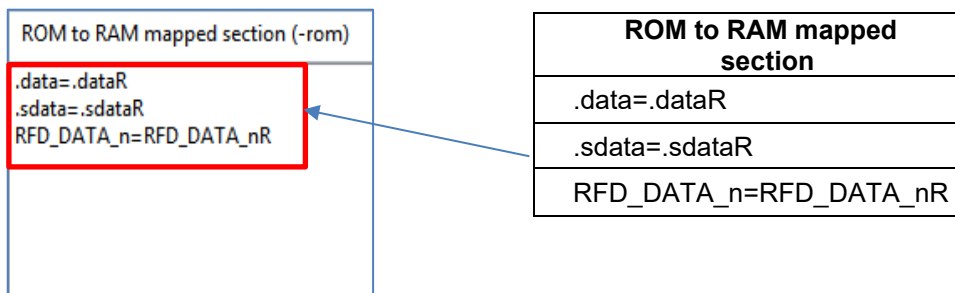 ROM to RAM mapped section (-rom)
.data=.dataR
.sdata=.sdataR
RFD_DATA_n=RFD_DATA_nR
ROM to RAM mapped
section
.data=.dataR
.sdata=.sdataR
RFD_DATA_n=RFD_DATA_nR